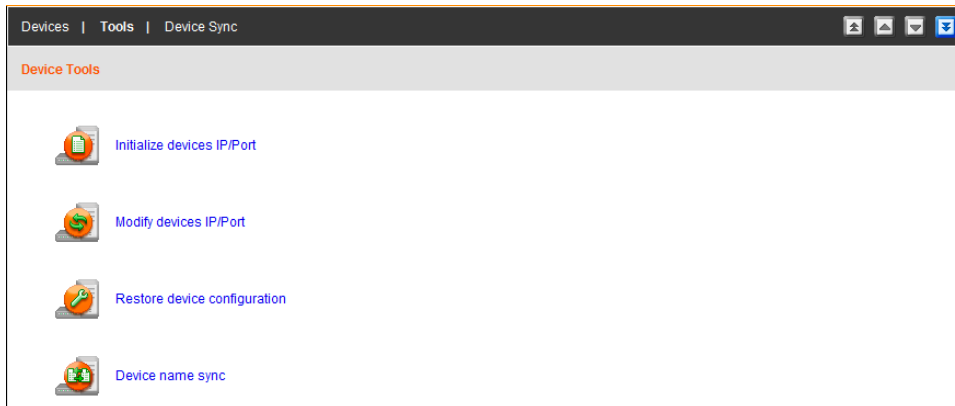 Devices | Tools | Device Sync
Device Tools
Initialize devices IP/Port
Modify devices IP/Port
Restore device configuration
Device name sync